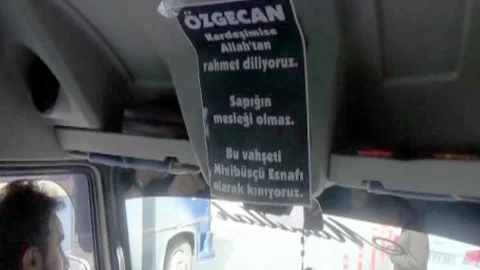 ÖZGECAN
Kardeşimize
Allah'tan
rahmet diliyoruz.
Sapığın
mesleği olmaz.
Bu vahşeti
Minibüsçü Esnafı
olarak kınıyoruz.